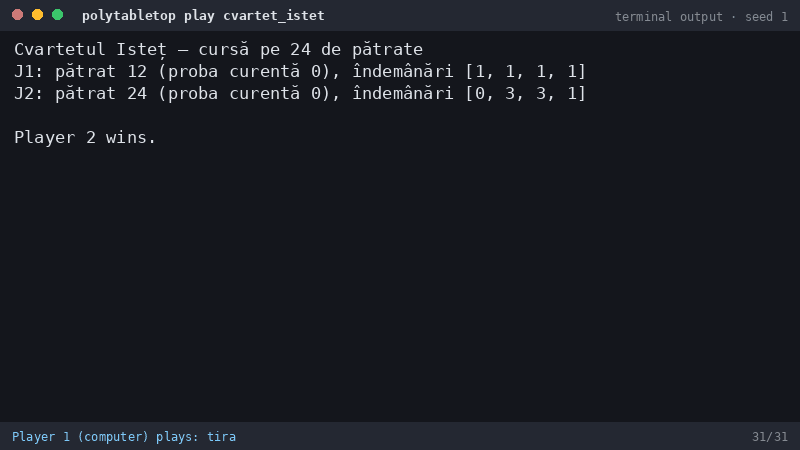 polytabletop play cvartet_istet
terminal output · seed 1
Cvartetul Isteț — cursă pe 24 de pătrate
J1: pătrat 12 (proba curentă 0), îndemânări [1, 1, 1, 1]
J2: pătrat 24 (proba curentă 0), îndemânări [0, 3, 3, 1]
Player 2 wins.
Player 1 (computer) plays: tira
31/31